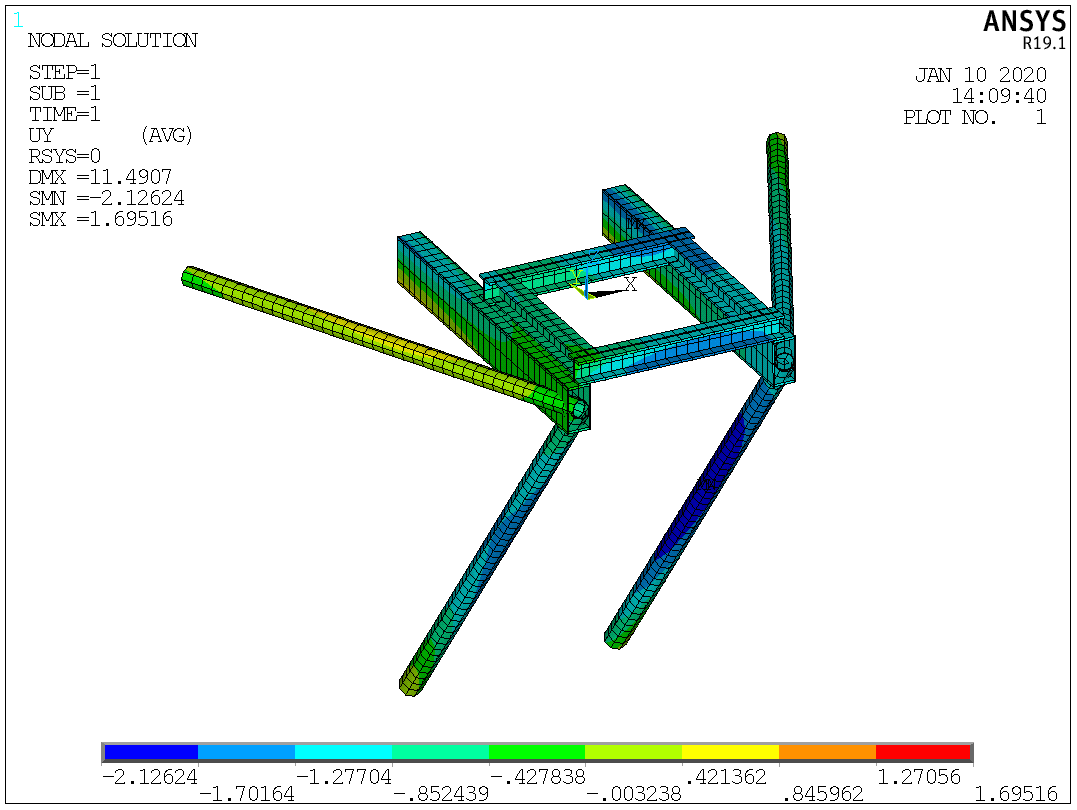 1
NODAL SOLUTION
STEP=1
SUB =1
TIME=1
UY (AVG)
RSYS=0
DMX =11.4907
SMN =-2.12624
SMX =1.69516
ANSYS
R19.1
JAN 10 2020
14:09:40
PLOT NO. 1
Y
X
-2.12624 -1.27704 -.427838 .421362 1.27056
-1.70164 -.852439 -.003238 .845962 1.69516